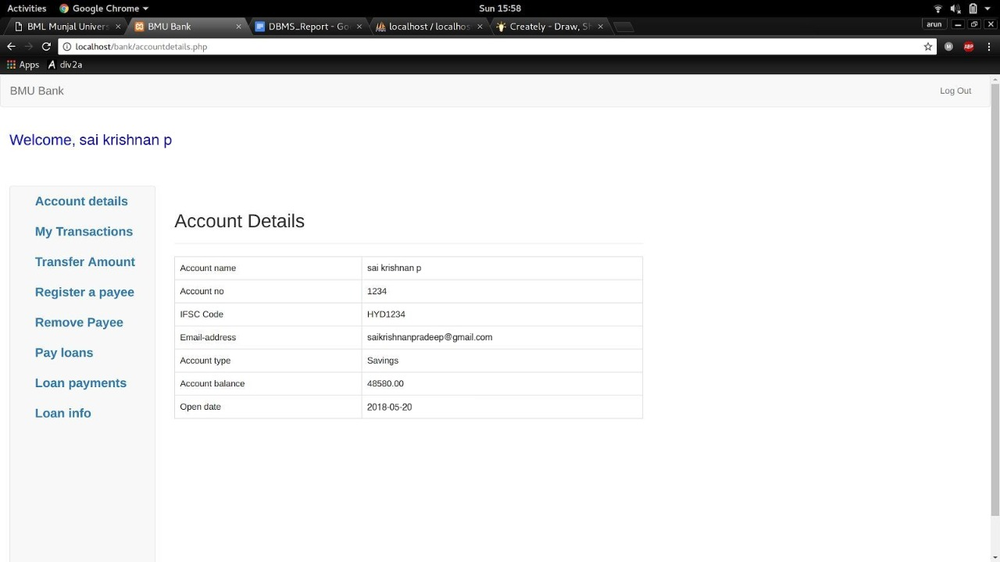 Activities Google Chrome Sun 15:58
BML Munjal Univers BMU Bank DBMS_Report - Go localhost / localhos Creately - Draw, Sh arun
localhost/bank/accountdetails.php M ABP
Apps A div2a
BMU Bank Log Out
Welcome, sai krishnan p
Account details
My Transactions
Transfer Amount
Register a payee
Remove Payee
Pay loans
Loan payments
Loan info
Account Details
Account name sai krishnan p
Account no 1234
IFSC Code HYD1234
Email-address saikrishnanpradeep@gmail.com
Account type Savings
Account balance 48580.00
Open date 2018-05-20